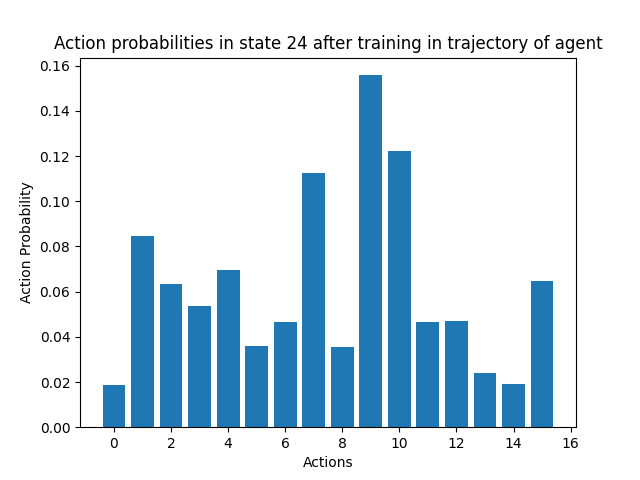 Action probabilities in state 24 after training in trajectory of agent
0.16
0.14
0.12
0.10
0.08
0.06
0.04
0.02
0.00
Action Probability
0 2 4 6 8 10 12 14 16
Actions